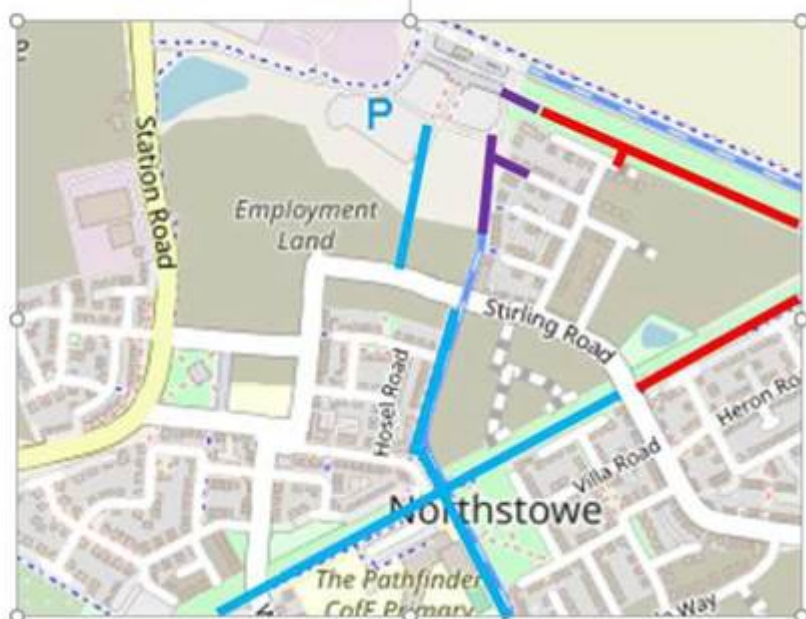 P
Station Road
Employment
Land
Stirling Road
Hosel Road
Heron Ro
Villa Road
Northstowe
The Pathfinder
CofE Primary
Way